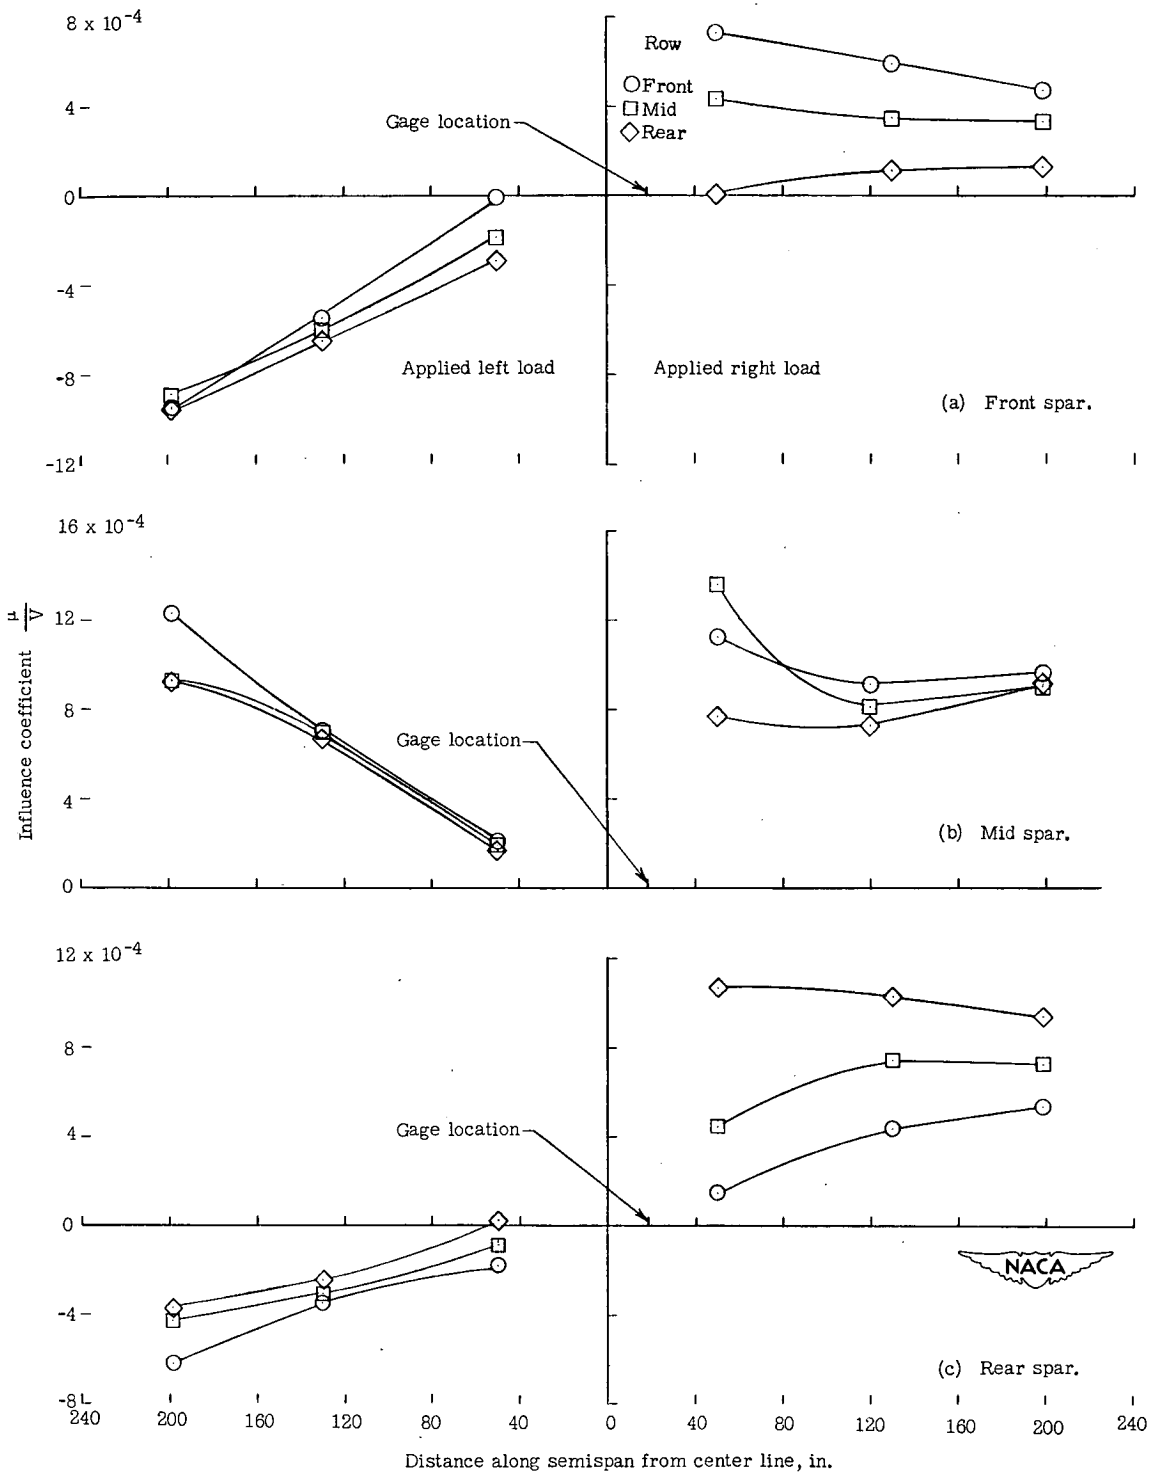 8 x 10⁻⁴
4
0
-4
-8
-12
Row
Front
Mid
Rear
Gage location
Applied left load
Applied right load
(a) Front spar.
16 x 10⁻⁴
12
8
4
0
Influence coefficient μ/V
Gage location
(b) Mid spar.
12 x 10⁻⁴
8
4
0
-4
-8
Gage location
NACA
(c) Rear spar.
240 200 160 120 80 40 0 40 80 120 160 200 240
Distance along semispan from center line, in.